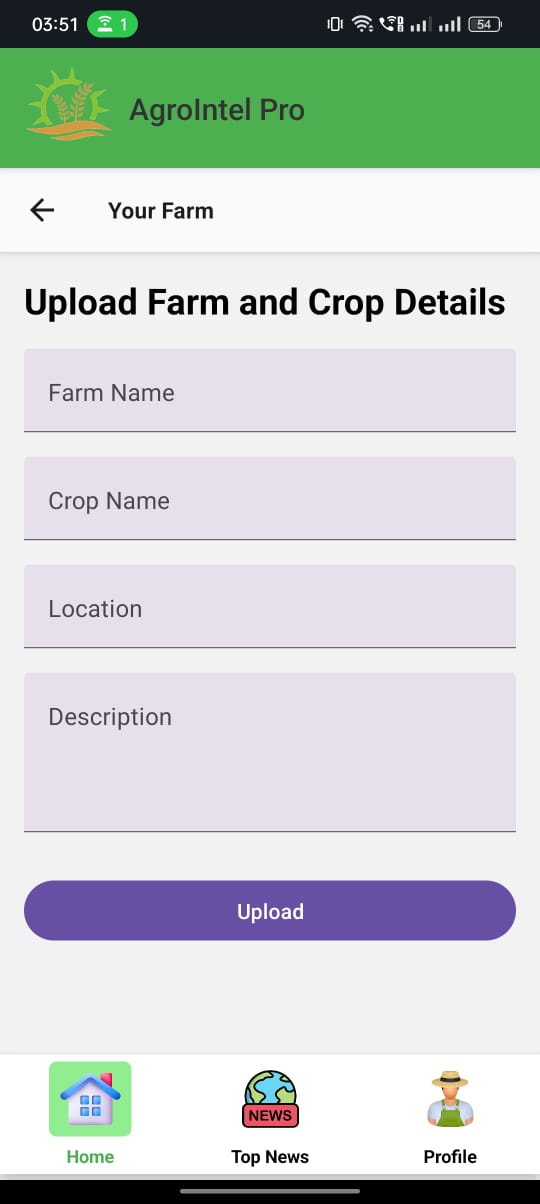 03:51 1 54
AgroIntel Pro
Your Farm
Upload Farm and Crop Details
Farm Name
Crop Name
Location
Description
Upload
NEWS
Home Top News Profile